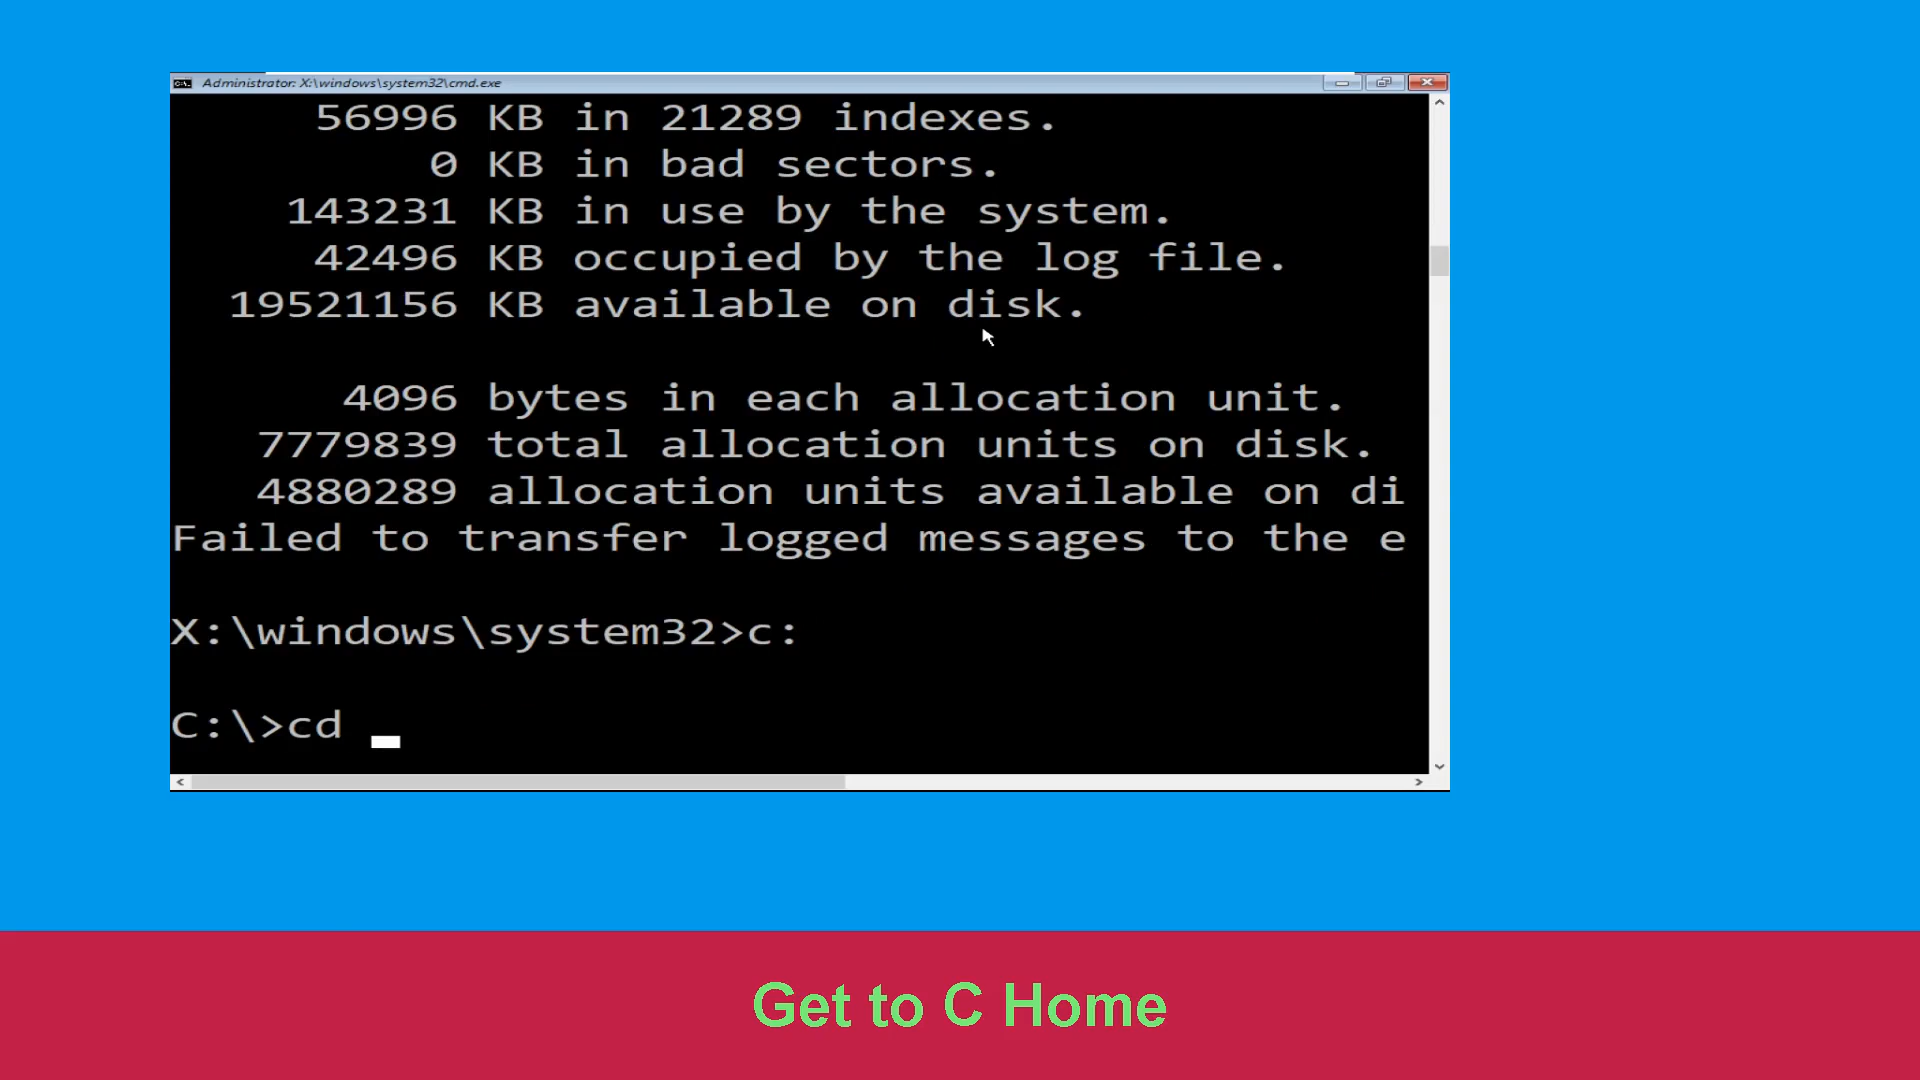 Administrator: X:\windows\system32\cmd.exe
56996 KB in 21289 indexes.
0 KB in bad sectors.
143231 KB in use by the system.
42496 KB occupied by the log file.
19521156 KB available on disk.
4096 bytes in each allocation unit.
7779839 total allocation units on disk.
4880289 allocation units available on di
Failed to transfer logged messages to the e
X:\windows\system32>c:
C:\>cd _
Get to C Home